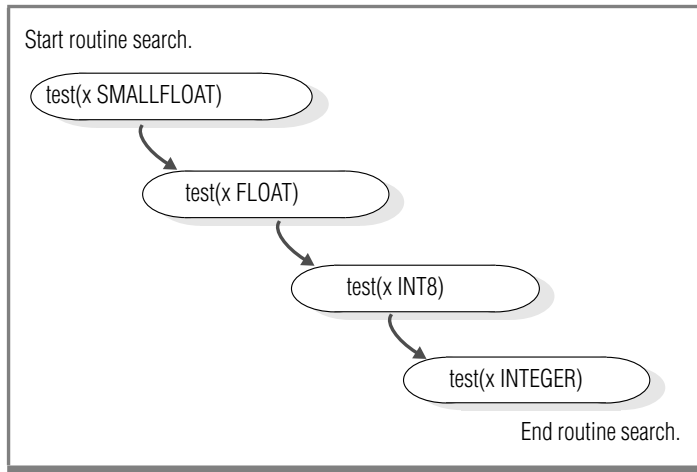 Start routine search.
test(x SMALLFLOAT)
test(x FLOAT)
test(x INT8)
test(x INTEGER)
End routine search.